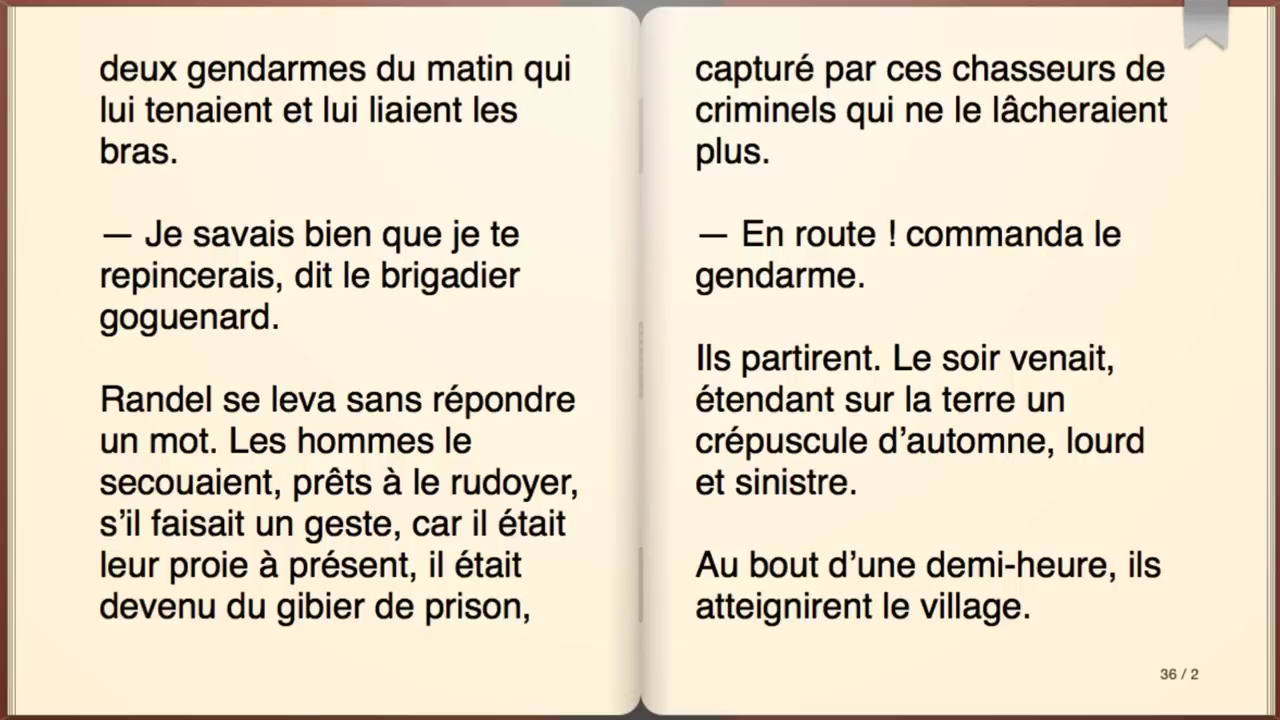 deux gendarmes du matin qui
lui tenaient et lui liaient les
bras.
— Je savais bien que je te
repincerais, dit le brigadier
goguenard.
Randel se leva sans répondre
un mot. Les hommes le
secouaient, prêts à le rudoyer,
s’il faisait un geste, car il était
leur proie à présent, il était
devenu du gibier de prison,
capturé par ces chasseurs de
criminels qui ne le lâcheraient
plus.
— En route ! commanda le
gendarme.
Ils partirent. Le soir venait,
étendant sur la terre un
crépuscule d’automne, lourd
et sinistre.
Au bout d’une demi-heure, ils
atteignirent le village.
36 / 2